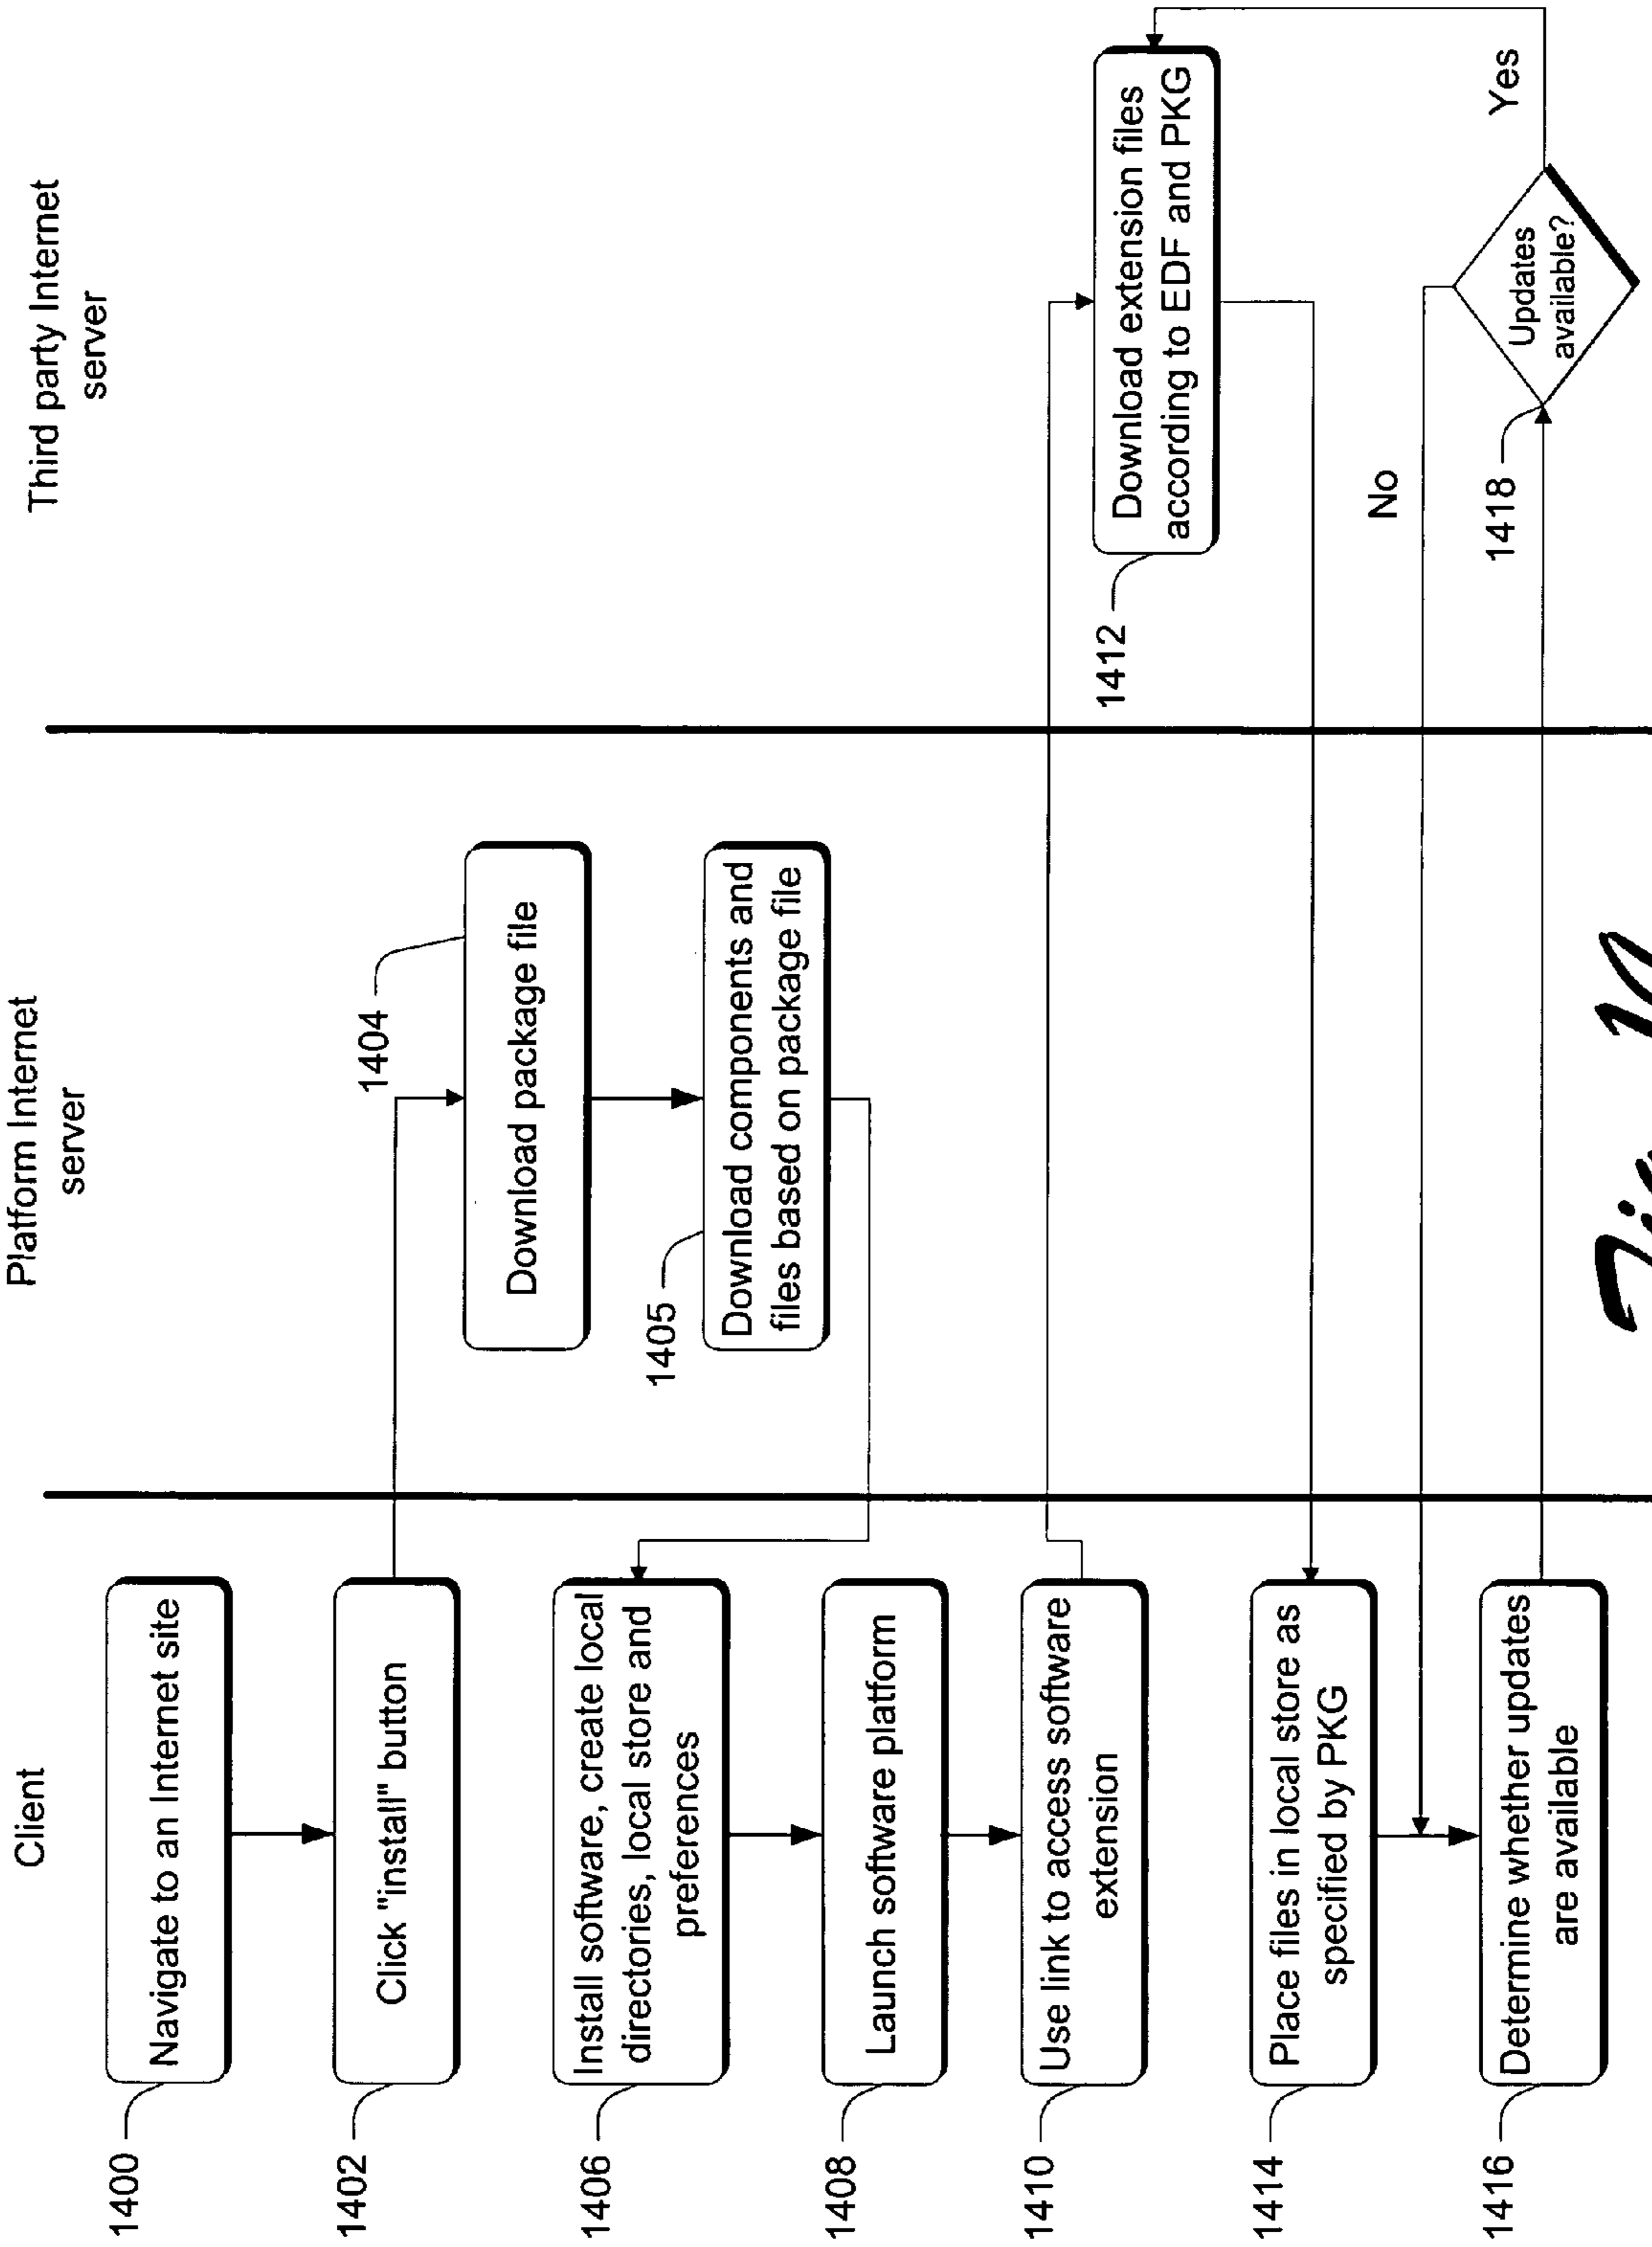 Client
Platform Internet
server
Third party Internet
server
1400
Navigate to an Internet site
1402
Click "install" button
1404
Download package file
1405
Download components and
files based on package file
1406
Install software, create local
directories, local store and
preferences
1408
Launch software platform
1410
Use link to access software
extension
1412
Download extension files
according to EDF and PKG
1414
Place files in local store as
specified by PKG
1416
Determine whether updates
are available
1418
Updates
available?
Yes
No